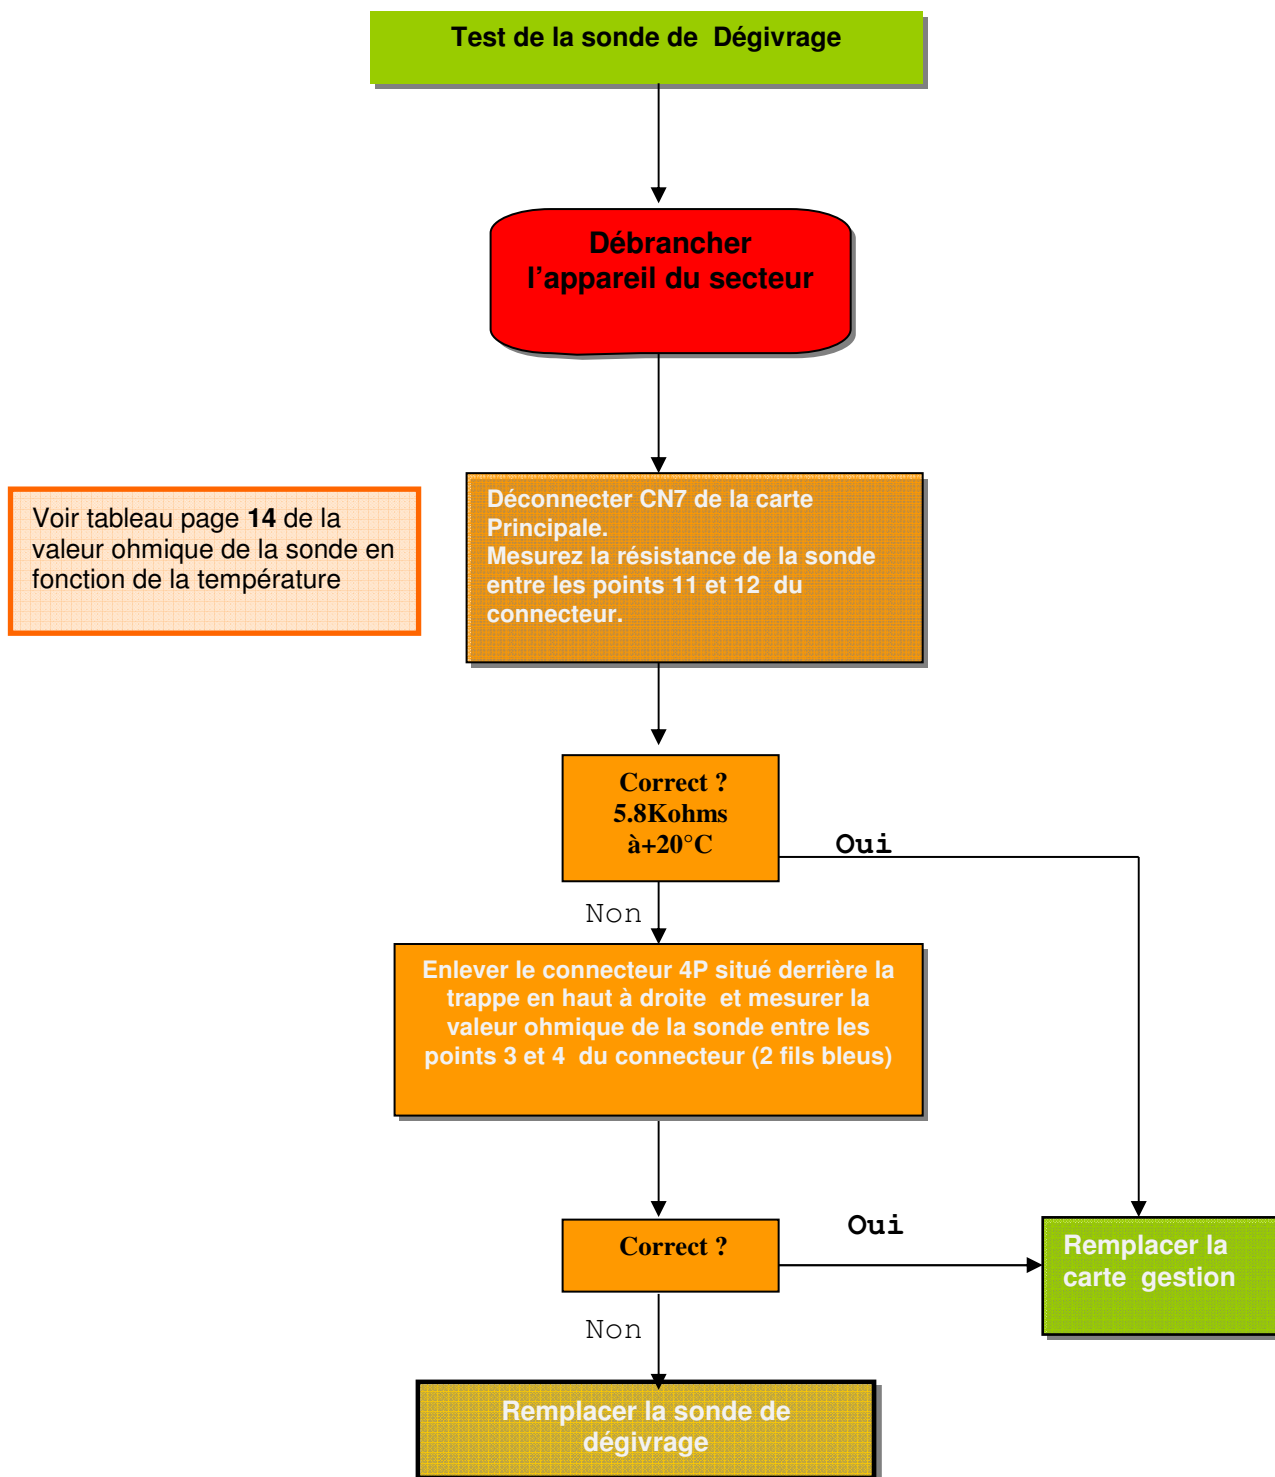 Test de la sonde de Dégivrage
Débrancher
l'appareil du secteur
Voir tableau page 14 de la
valeur ohmique de la sonde en
fonction de la température
Déconnecter CN7 de la carte
Principale.
Mesurez la résistance de la sonde
entre les points 11 et 12 du
connecteur.
Correct ?
5.8Kohms
à+20°C
Oui
Non
Enlever le connecteur 4P situé derrière la
trappe en haut à droite et mesurer la
valeur ohmique de la sonde entre les
points 3 et 4 du connecteur (2 fils bleus)
Correct ?
Oui
Remplacer la
carte gestion
Non
Remplacer la sonde de
dégivrage